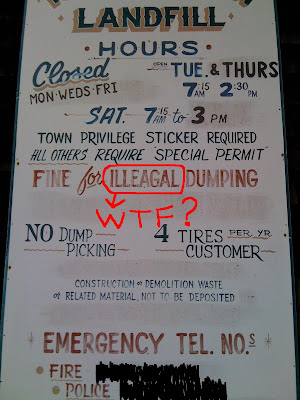 LANDFILL
HOURS
Closed OPEN TUE. & THURS
MON·WEDS·FRI 7:15 AM 2:30 PM
SAT. 7:15 AM to 3 PM
TOWN PRIVILEGE STICKER REQUIRED
ALL OTHERS REQUIRE SPECIAL PERMIT
FINE for ILLEAGAL DUMPING
WTF?
NO DUMP PICKING
4 TIRES PER YR. CUSTOMER
CONSTRUCTION or DEMOLITION WASTE
or RELATED MATERIAL, NOT TO BE DEPOSITED
EMERGENCY TEL. NO.S
• FIRE
• POLICE